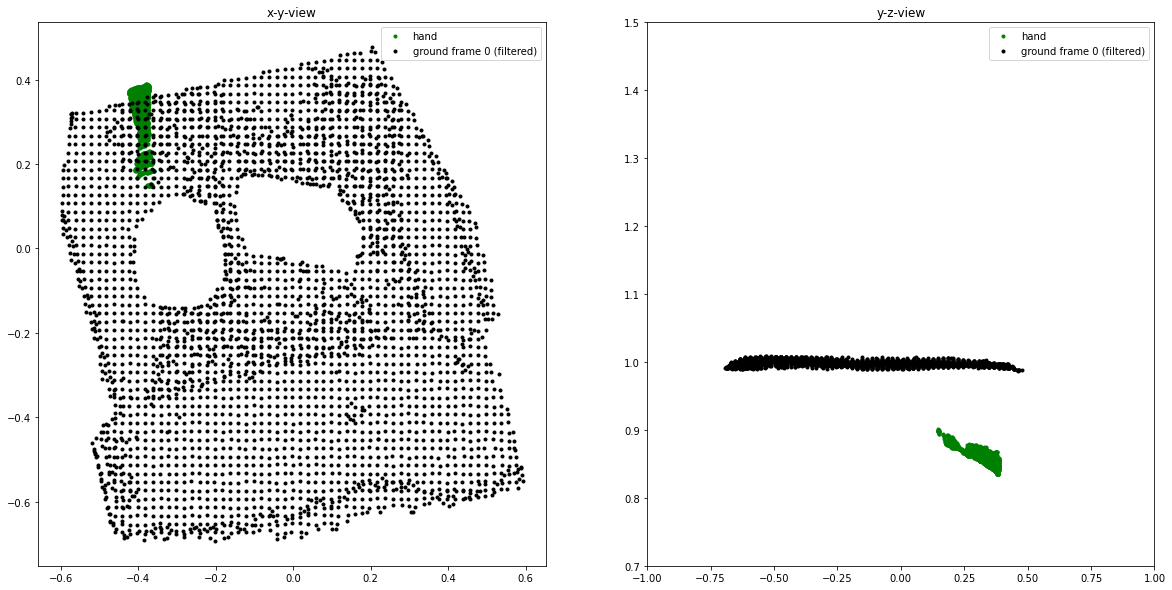 x-y-view
hand
ground frame 0 (filtered)
0.4
0.2
0.0
−0.2
−0.4
−0.6
−0.6 −0.4 −0.2 0.0 0.2 0.4 0.6
y-z-view
hand
ground frame 0 (filtered)
1.5
1.4
1.3
1.2
1.1
1.0
0.9
0.8
0.7
−1.00 −0.75 −0.50 −0.25 0.00 0.25 0.50 0.75 1.00